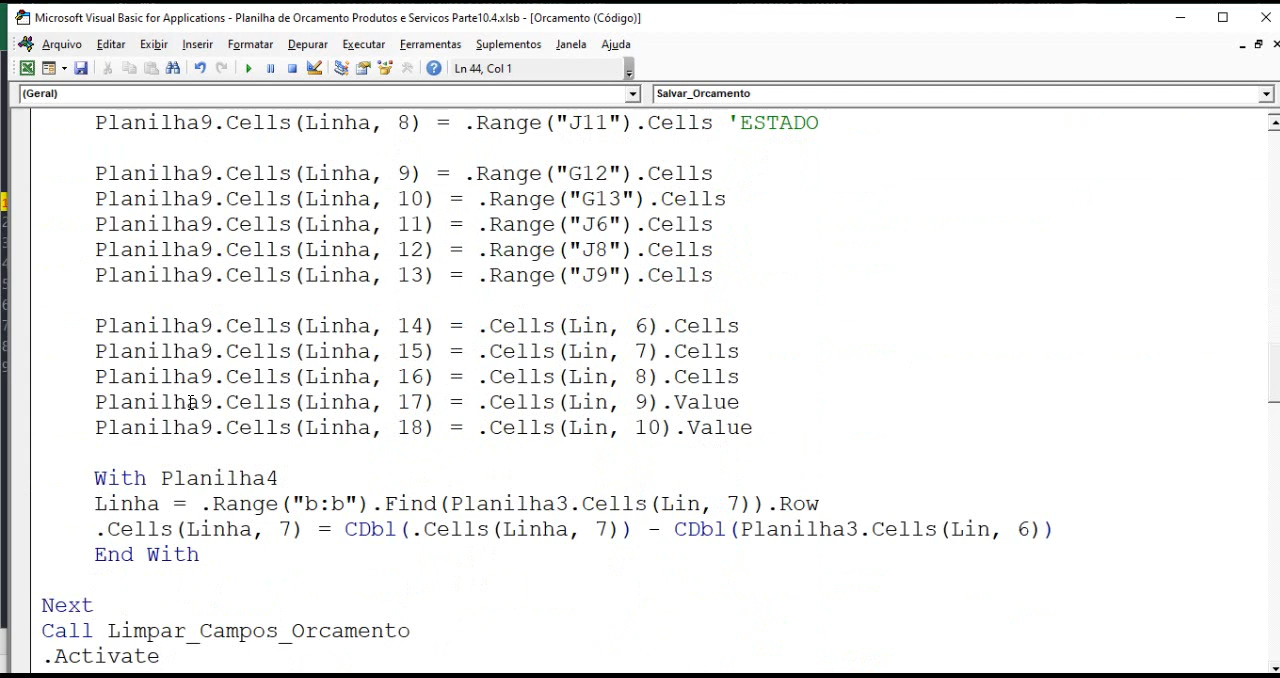 Microsoft Visual Basic for Applications - Planilha de Orcamento Produtos e Servicos Parte10.4.xlsb - [Orcamento (Código)]
Arquivo Editar Exibir Inserir Formatar Depurar Executar Ferramentas Suplementos Janela Ajuda
Ln 44, Col 1
(Geral) Salvar_Orcamento
Planilha9.Cells(Linha, 8) = .Range("J11").Cells 'ESTADO
Planilha9.Cells(Linha, 9) = .Range("G12").Cells
Planilha9.Cells(Linha, 10) = .Range("G13").Cells
Planilha9.Cells(Linha, 11) = .Range("J6").Cells
Planilha9.Cells(Linha, 12) = .Range("J8").Cells
Planilha9.Cells(Linha, 13) = .Range("J9").Cells
Planilha9.Cells(Linha, 14) = .Cells(Lin, 6).Cells
Planilha9.Cells(Linha, 15) = .Cells(Lin, 7).Cells
Planilha9.Cells(Linha, 16) = .Cells(Lin, 8).Cells
Planilha9.Cells(Linha, 17) = .Cells(Lin, 9).Value
Planilha9.Cells(Linha, 18) = .Cells(Lin, 10).Value
With Planilha4
Linha = .Range("b:b").Find(Planilha3.Cells(Lin, 7)).Row
.Cells(Linha, 7) = CDbl(.Cells(Linha, 7)) - CDbl(Planilha3.Cells(Lin, 6))
End With
Next
Call Limpar_Campos_Orcamento
.Activate